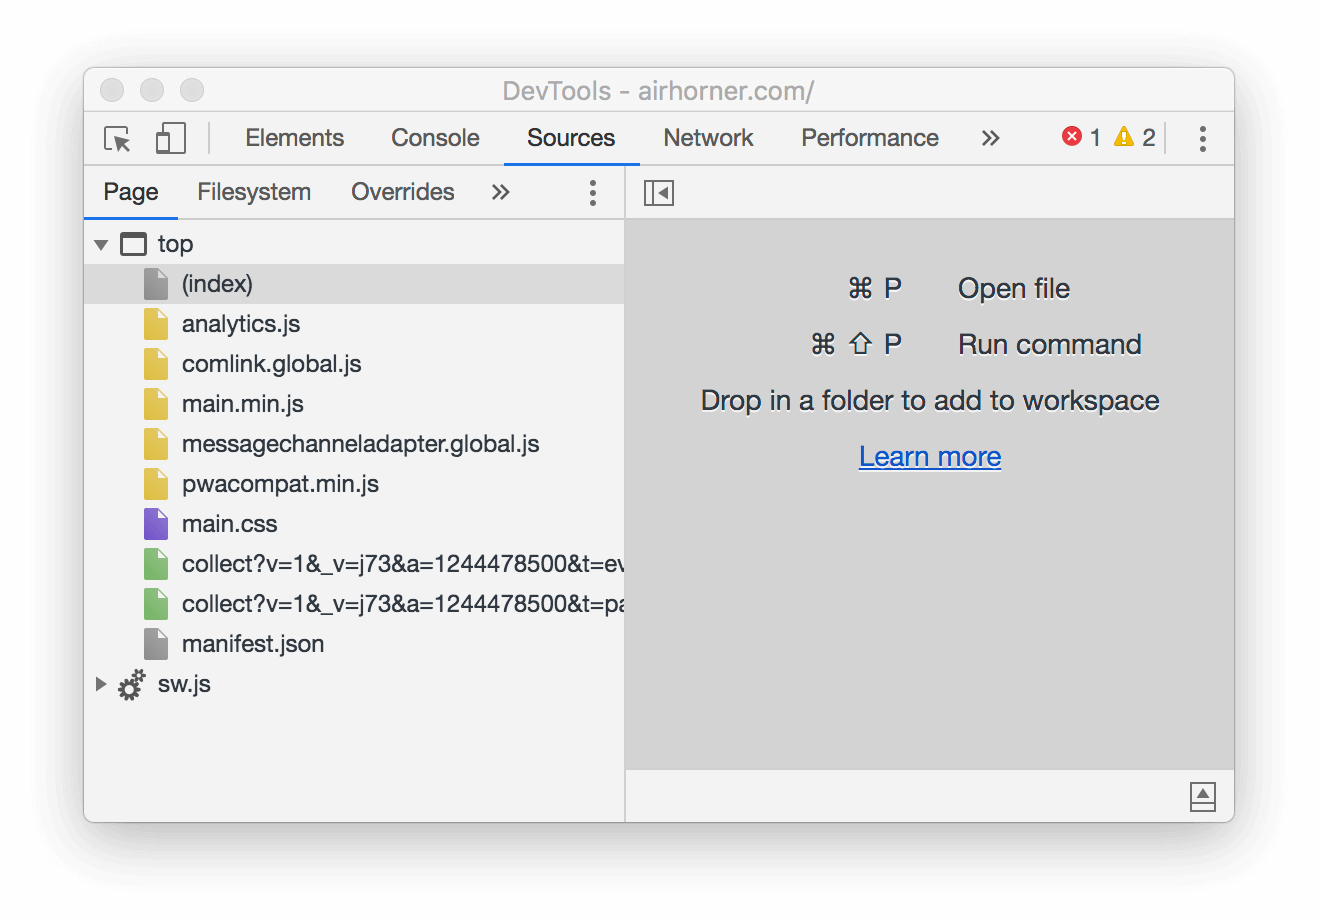 DevTools - airhorner.com/
Elements Console Sources Network Performance » 1 2
Page Filesystem Overrides »
top
(index)
analytics.js
comlink.global.js
main.min.js
messagechanneladapter.global.js
pwacompat.min.js
main.css
collect?v=1&_v=j73&a=1244478500&t=ev
collect?v=1&_v=j73&a=1244478500&t=pa
manifest.json
sw.js
⌘ P Open file
⌘ ⇧ P Run command
Drop in a folder to add to workspace
Learn more